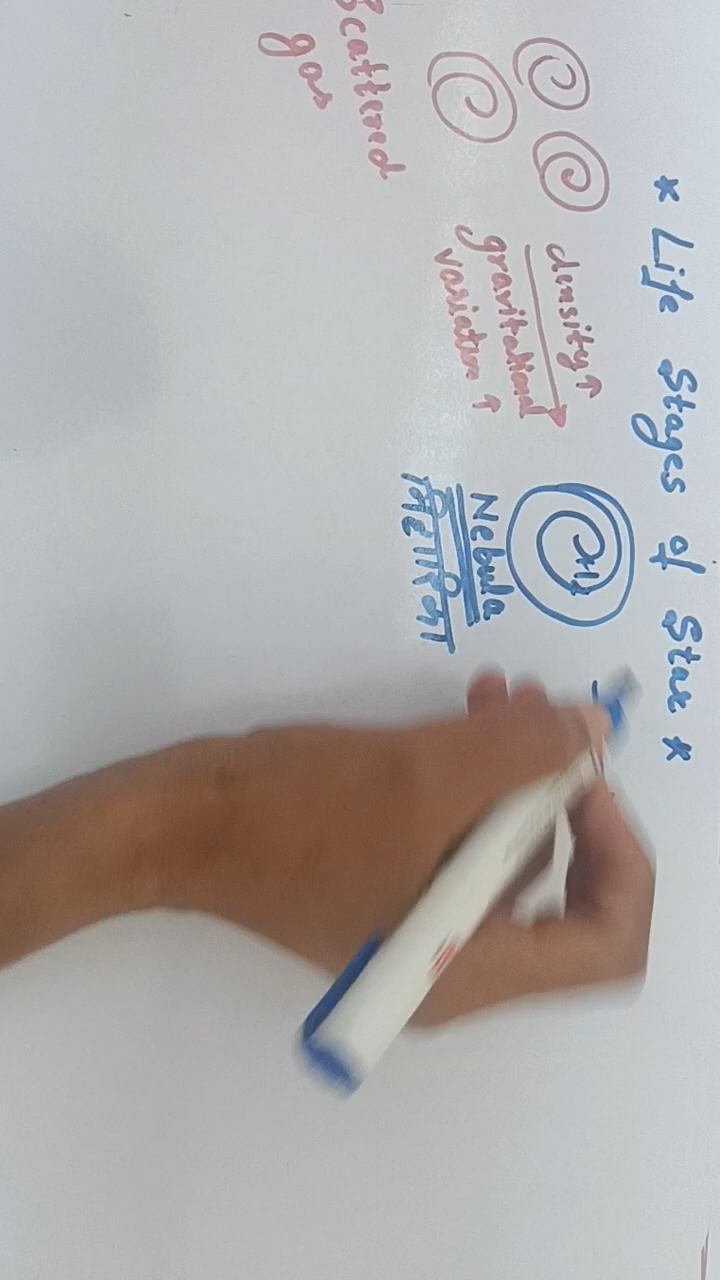 * Life Stages of Star *
density↑
gravitational
variation ↑
Scattered
gas
H₂
Nebula
निहारिका